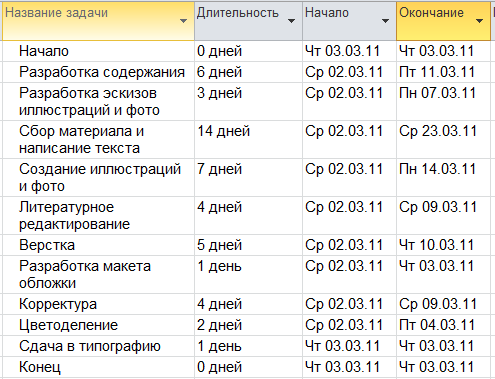 Название задачи Длительность Начало Окончание
Начало 0 дней Чт 03.03.11 Чт 03.03.11
Разработка содержания 6 дней Ср 02.03.11 Пт 11.03.11
Разработка эскизов 3 дней Ср 02.03.11 Пн 07.03.11
иллюстраций и фото
Сбор материала и 14 дней Ср 02.03.11 Ср 23.03.11
написание текста
Создание иллюстраций 7 дней Ср 02.03.11 Пн 14.03.11
и фото
Литературное 4 дней Ср 02.03.11 Ср 09.03.11
редактирование
Верстка 5 дней Ср 02.03.11 Чт 10.03.11
Разработка макета 1 день Ср 02.03.11 Чт 03.03.11
обложки
Корректура 4 дней Ср 02.03.11 Ср 09.03.11
Цветоделение 2 дней Ср 02.03.11 Пт 04.03.11
Сдача в типографию 1 день Чт 03.03.11 Чт 03.03.11
Конец 0 дней Чт 03.03.11 Чт 03.03.11